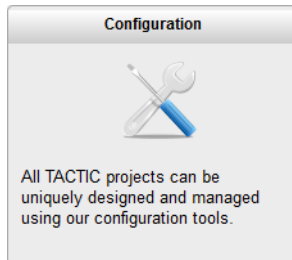 Configuration
All TACTIC projects can be
uniquely designed and managed
using our configuration tools.